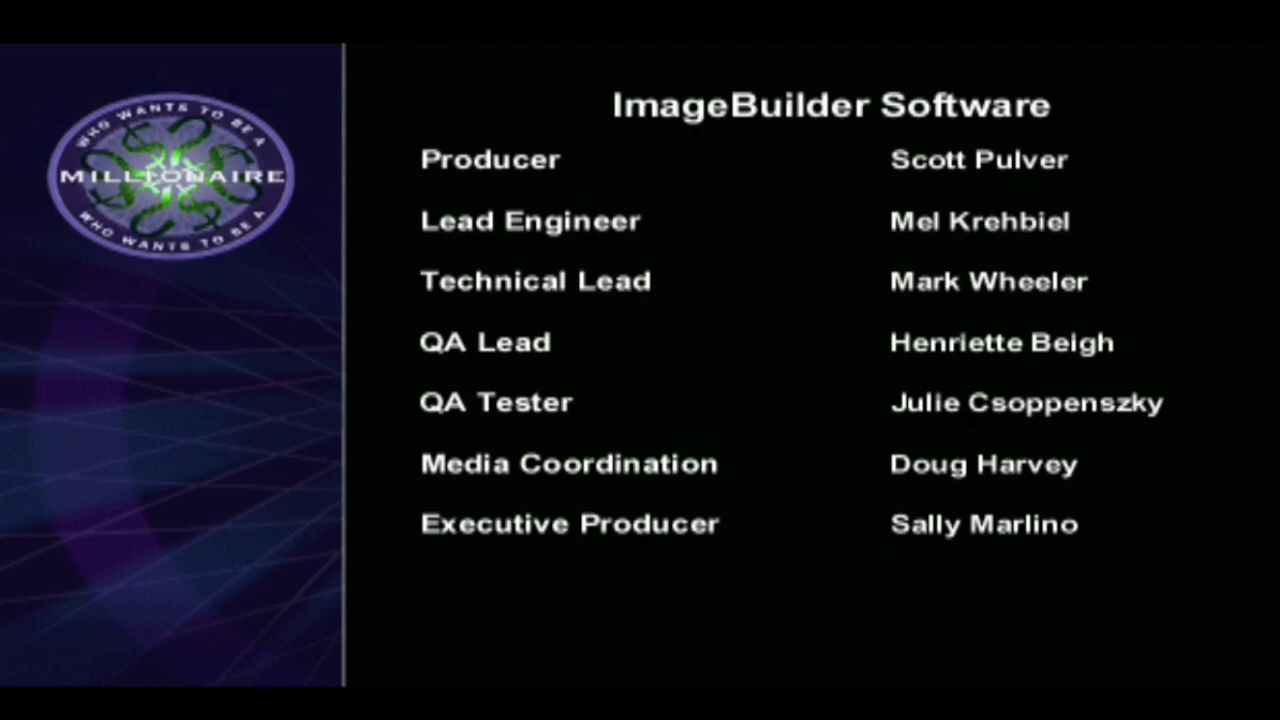 WHO WANTS TO BE A
MILLIONAIRE
WHO WANTS TO BE A
ImageBuilder Software
Producer Scott Pulver
Lead Engineer Mel Krehbiel
Technical Lead Mark Wheeler
QA Lead Henriette Beigh
QA Tester Julie Csoppenszky
Media Coordination Doug Harvey
Executive Producer Sally Marlino